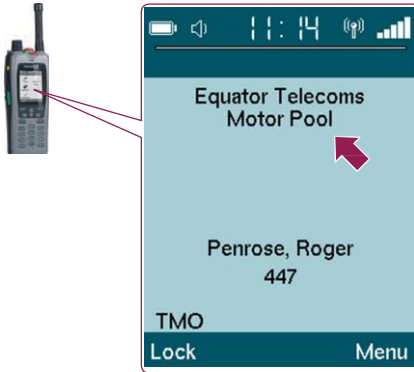 11:14
Equator Telecoms
Motor Pool
Penrose, Roger
447
TMO
Lock Menu